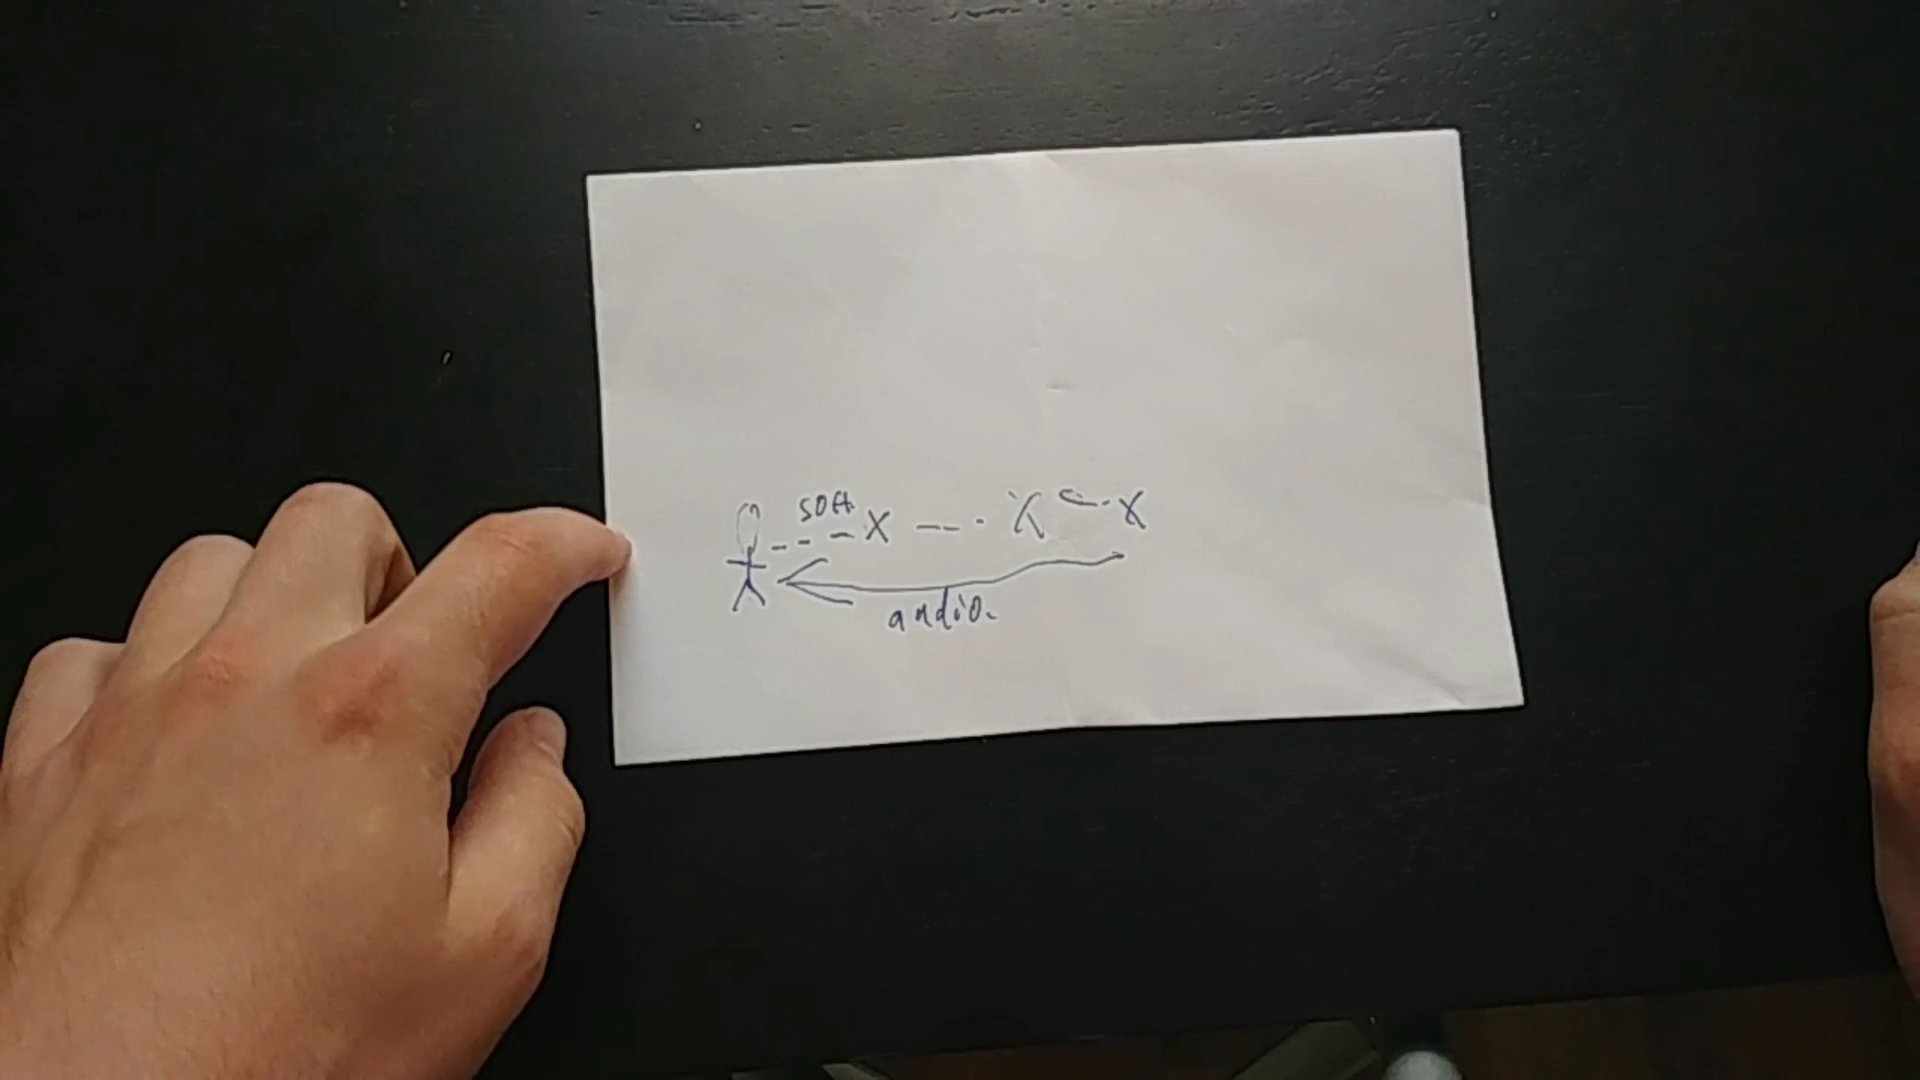 50ft
X --- X <-- X
audio.